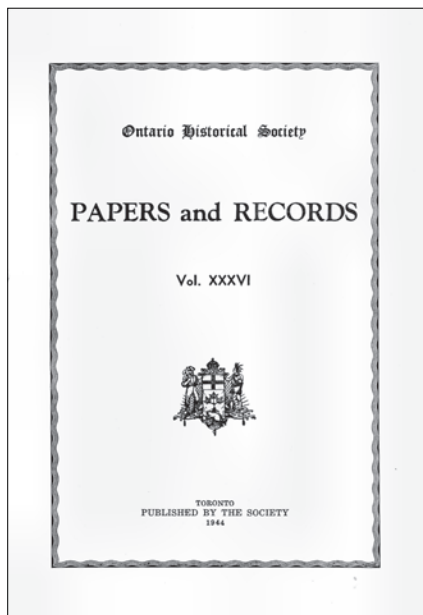 Ontario Historical Society
PAPERS and RECORDS
Vol. XXXVI
TORONTO
PUBLISHED BY THE SOCIETY
1944